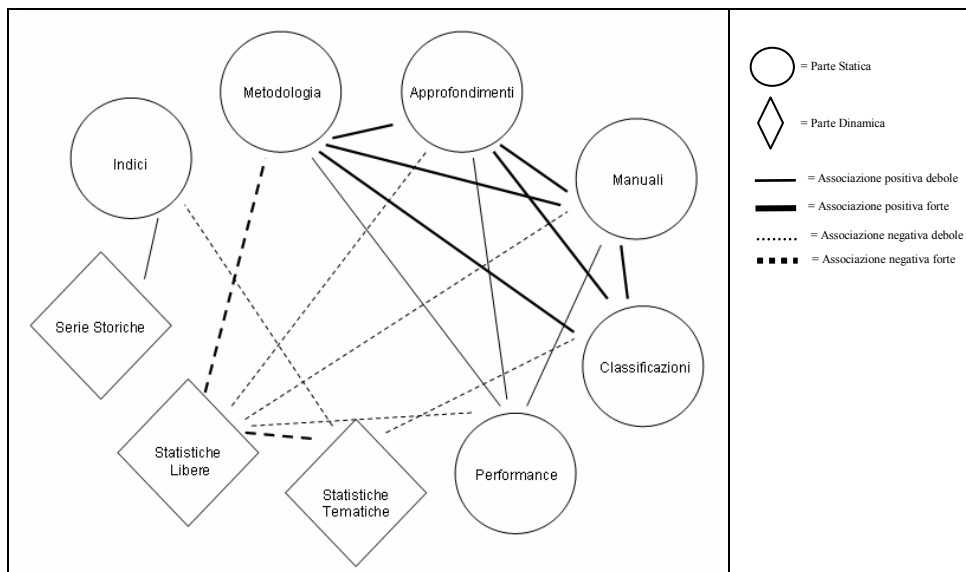 Metodologia
Approfondimenti
Indici
Manuali
Serie Storiche
Classificazioni
Statistiche
Libere
Statistiche
Tematiche
Performance
= Parte Statica
= Parte Dinamica
= Associazione positiva debole
= Associazione positiva forte
= Associazione negativa debole
= Associazione negativa forte